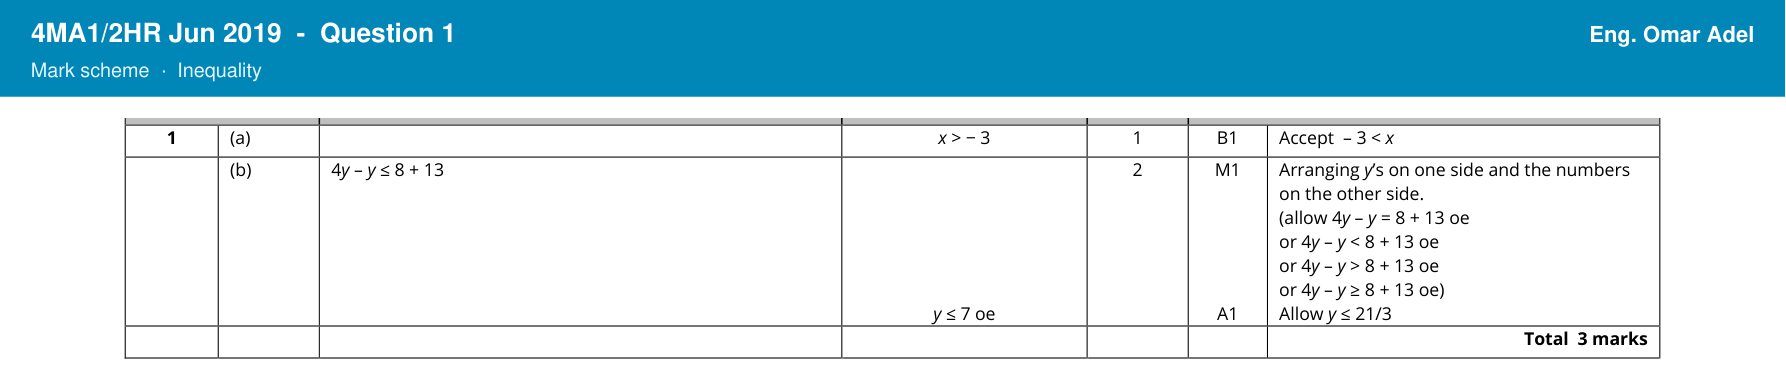 4MA1/2HR Jun 2019 - Question 1
Eng. Omar Adel
Mark scheme · Inequality
1 (a) x > − 3 1 B1 Accept – 3 < x
(b) 4y – y ≤ 8 + 13 2 M1 Arranging y's on one side and the numbers
on the other side.
(allow 4y – y = 8 + 13 oe
or 4y – y < 8 + 13 oe
or 4y – y > 8 + 13 oe
or 4y – y ≥ 8 + 13 oe)
y ≤ 7 oe A1 Allow y ≤ 21/3
Total 3 marks